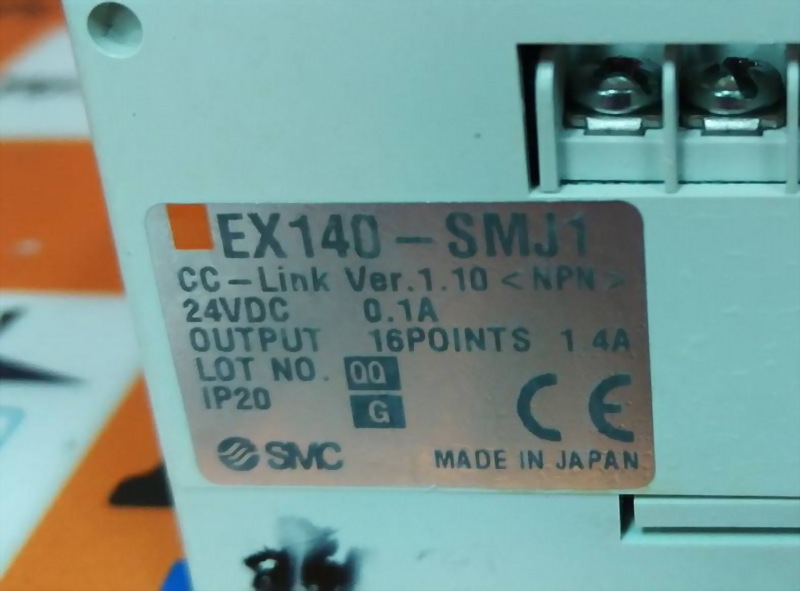 EX140-SMJ1
CC-Link Ver.1.10 <NPN>
24VDC 0.1A
OUTPUT 16POINTS 1.4A
LOT NO. OO
IP20 G
CE
SMC MADE IN JAPAN